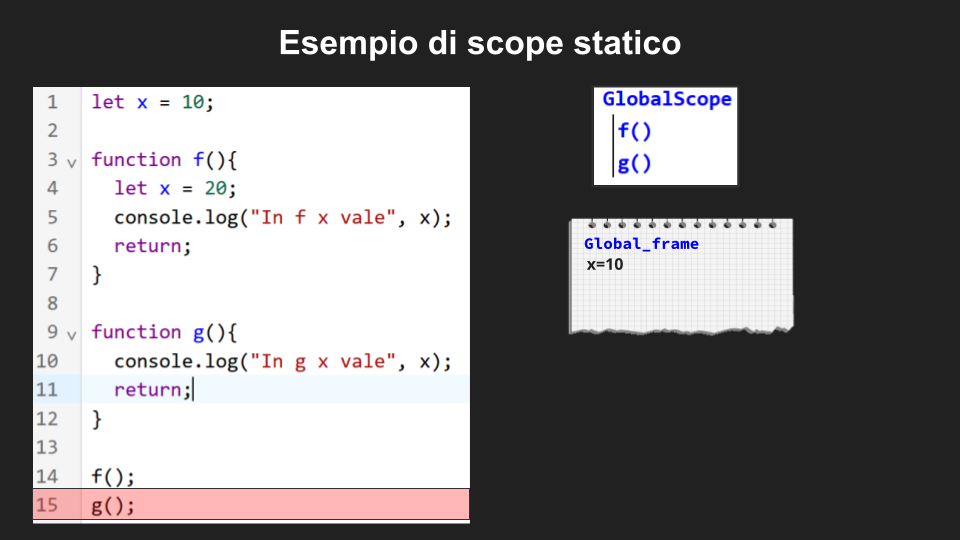 Esempio di scope statico
1 let x = 10;
2
3 function f(){
4 let x = 20;
5 console.log("In f x vale", x);
6 return;
7 }
8
9 function g(){
10 console.log("In g x vale", x);
11 return;
12 }
13
14 f();
15 g();
GlobalScope
f()
g()
Global_frame
x=10